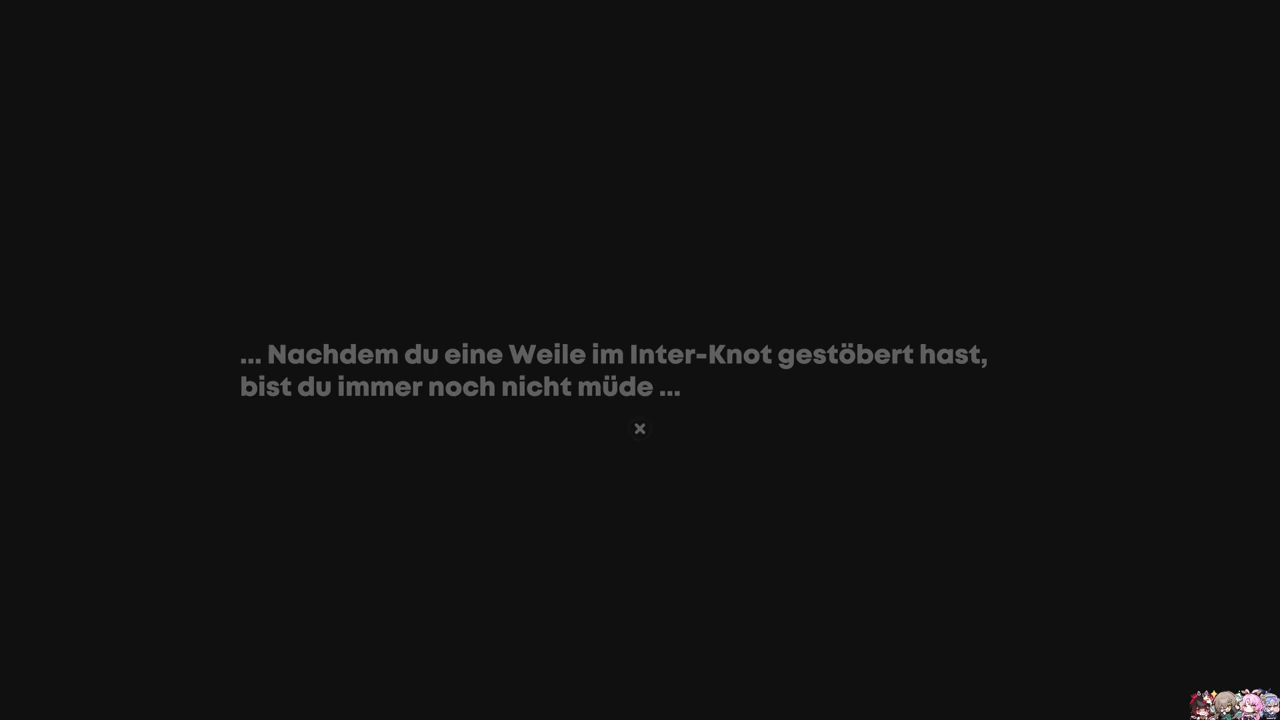 ... Nachdem du eine Weile im Inter-Knot gestöbert hast,
bist du immer noch nicht müde ...